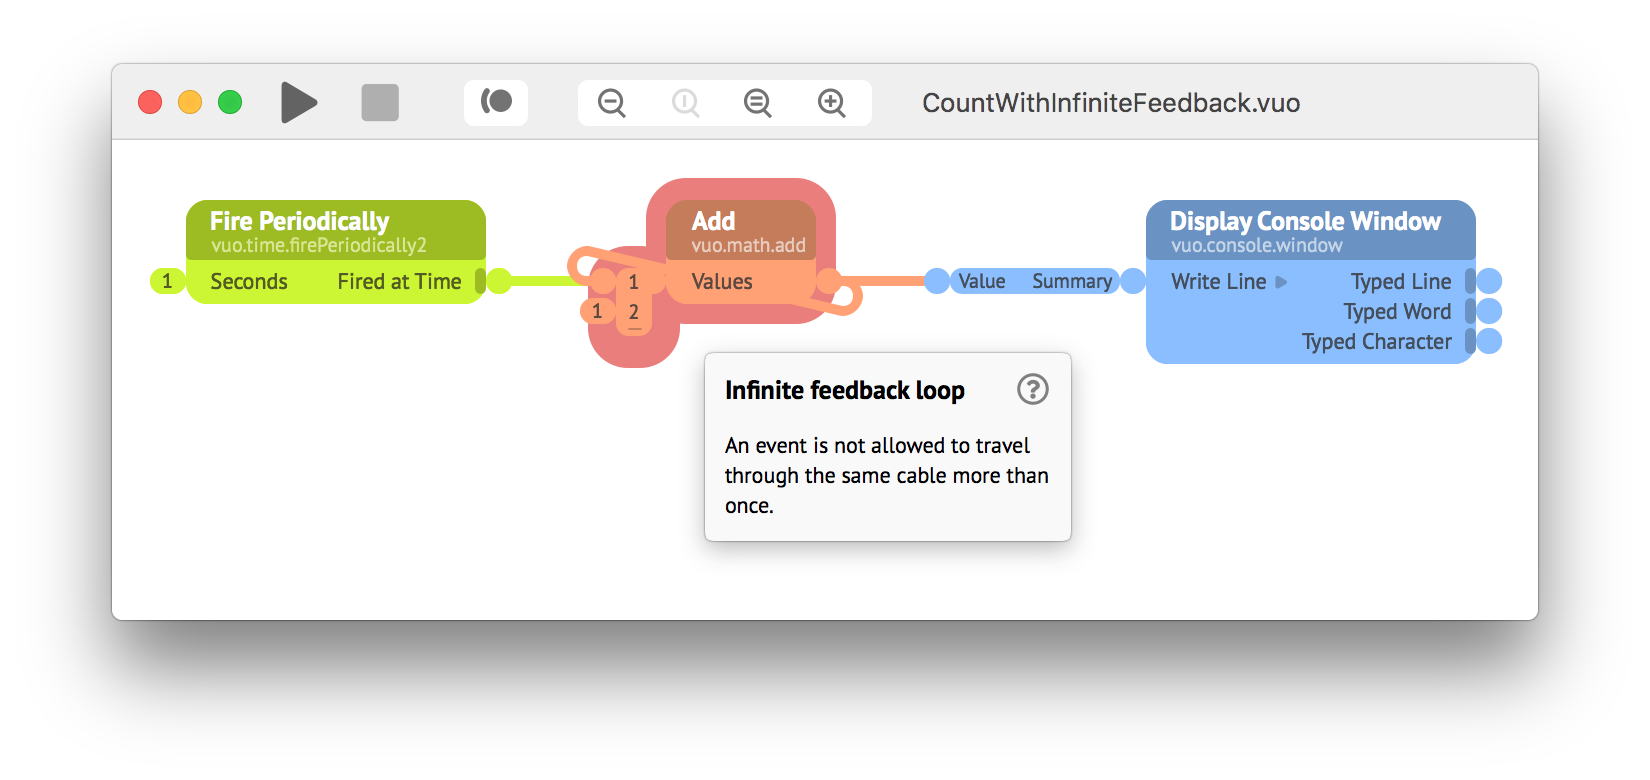 CountWithInfiniteFeedback.vuo
Fire Periodically
vuo.time.firePeriodically2
1
Seconds
Fired at Time
Add
vuo.math.add
1
Values
1
2
Value
Summary
Display Console Window
vuo.console.window
Write Line
Typed Line
Typed Word
Typed Character
Infinite feedback loop
?
An event is not allowed to travel
through the same cable more than
once.